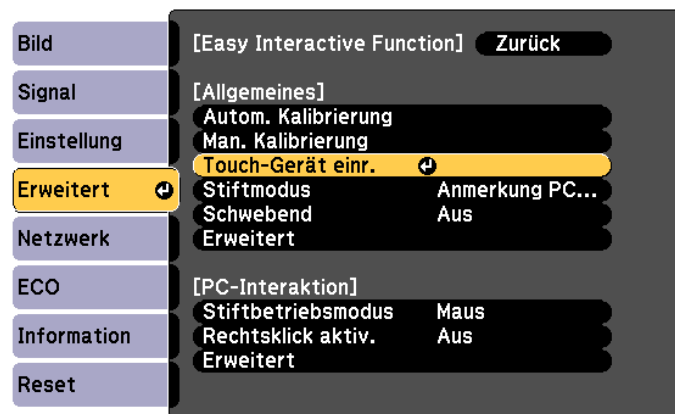 Bild
Signal
Einstellung
Erweitert
Netzwerk
ECO
Information
Reset
[Easy Interactive Function] Zurück
[Allgemeines]
Autom. Kalibrierung
Man. Kalibrierung
Touch-Gerät einr.
Stiftmodus Anmerkung PC...
Schwebend Aus
Erweitert
[PC-Interaktion]
Stiftbetriebsmodus Maus
Rechtsklick aktiv. Aus
Erweitert